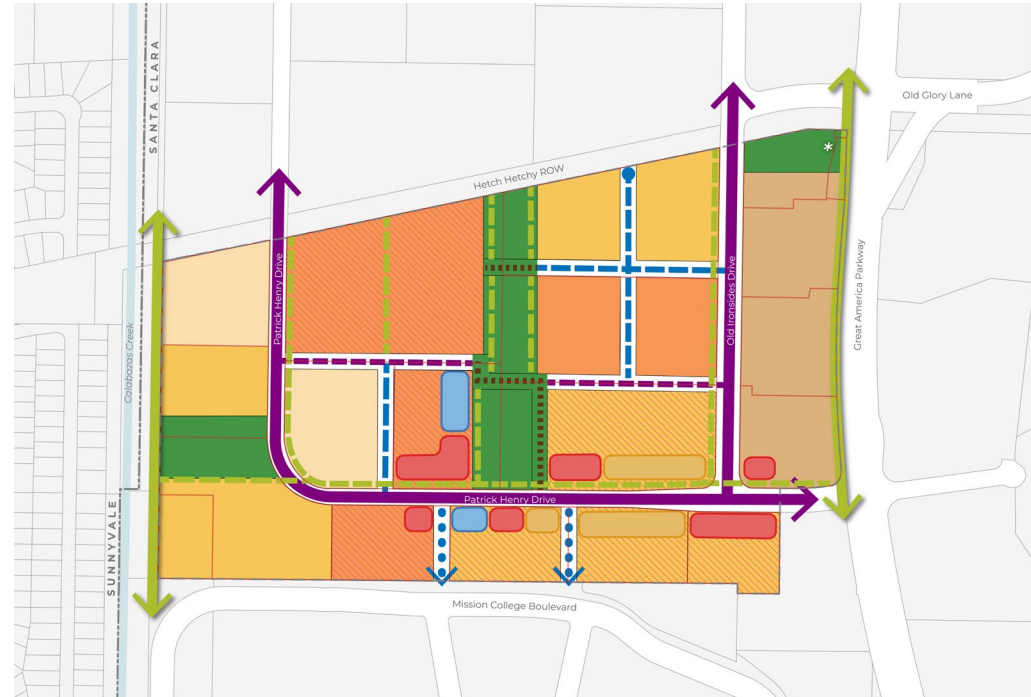 SANTA CLARA
Old Glory Lane
*
Hetch Hetchy ROW
Patrick Henry Drive
Old Ironsides Drive
Great America Parkway
Calabazas Creek
Patrick Henry Drive
SUNNYVALE
Mission College Boulevard